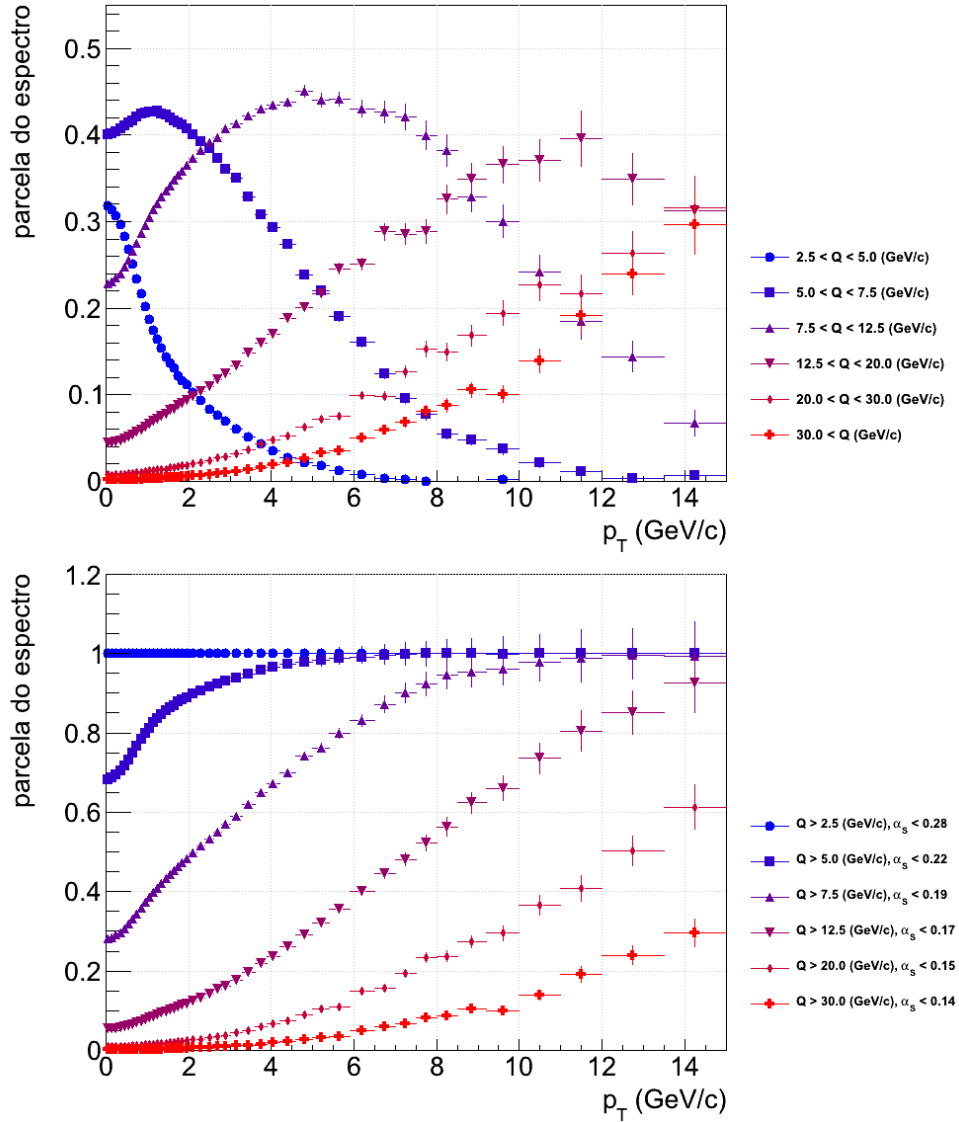 parcela do espectro
0.5
0.4
0.3
0.2
0.1
0
0 2 4 6 8 10 12 14
p_T (GeV/c)
2.5 < Q < 5.0 (GeV/c)
5.0 < Q < 7.5 (GeV/c)
7.5 < Q < 12.5 (GeV/c)
12.5 < Q < 20.0 (GeV/c)
20.0 < Q < 30.0 (GeV/c)
30.0 < Q (GeV/c)
parcela do espectro
1.2
1
0.8
0.6
0.4
0.2
0
0 2 4 6 8 10 12 14
p_T (GeV/c)
Q > 2.5 (GeV/c), α_s < 0.28
Q > 5.0 (GeV/c), α_s < 0.22
Q > 7.5 (GeV/c), α_s < 0.19
Q > 12.5 (GeV/c), α_s < 0.17
Q > 20.0 (GeV/c), α_s < 0.15
Q > 30.0 (GeV/c), α_s < 0.14